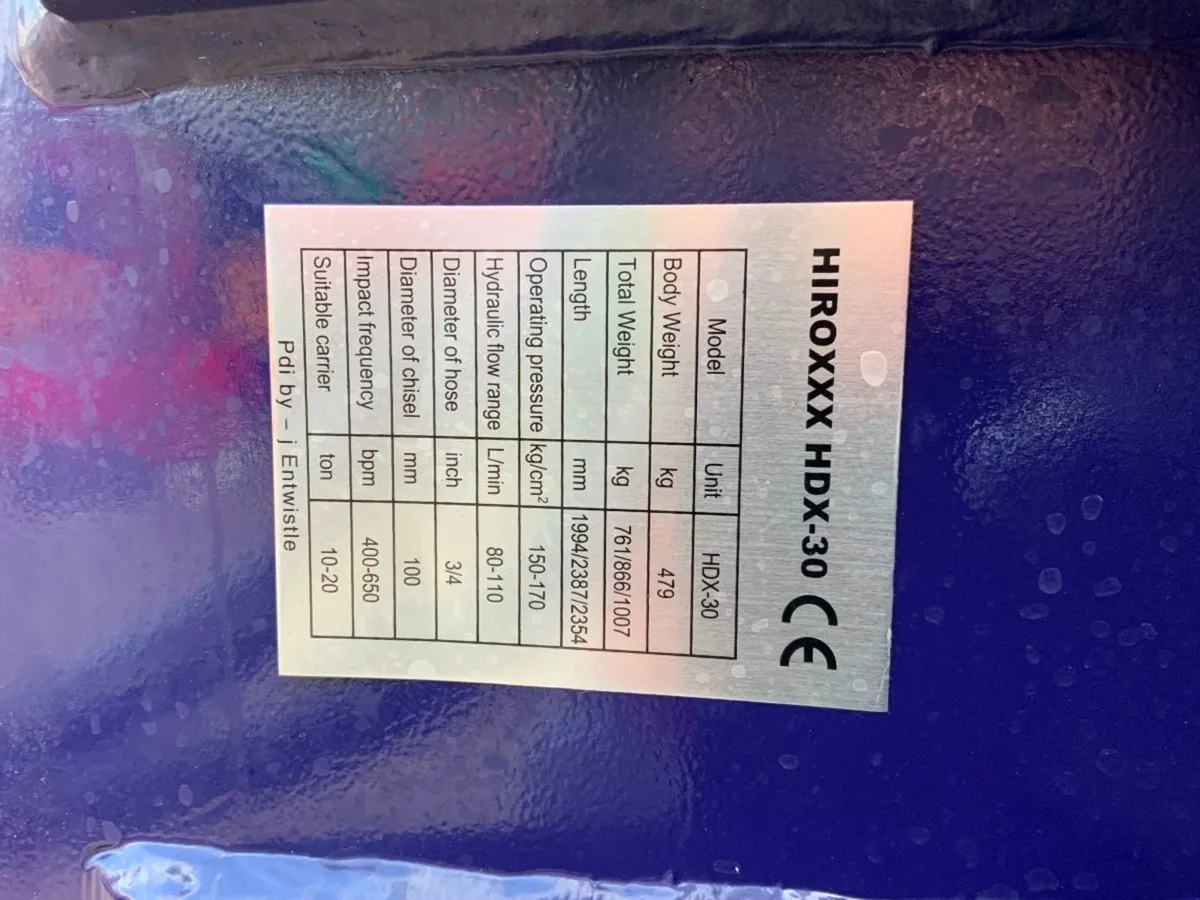 HIROXXX HDX-30 CE
Model Unit HDX-30
Body Weight kg 479
Total Weight kg 761/866/1007
Length mm 1994/2387/2354
Operating pressure kg/cm² 150-170
Hydraulic flow range L/min 80-110
Diameter of hose inch 3/4
Diameter of chisel mm 100
Impact frequency bpm 400-650
Suitable carrier ton 10-20
Pdi by – j Entwistle